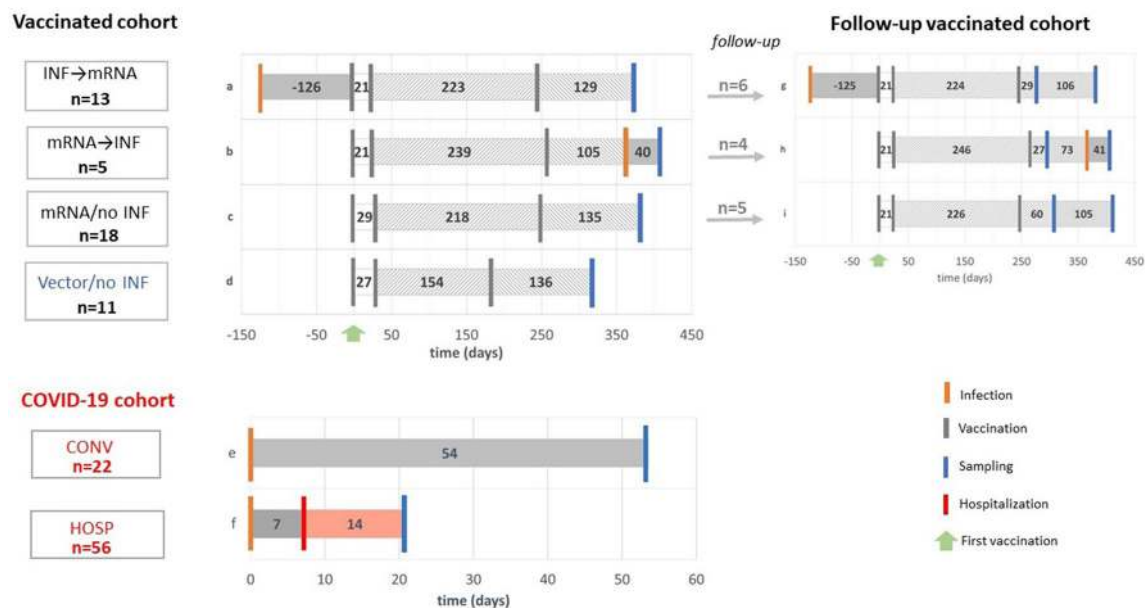 Vaccinated cohort
INF→mRNA
n=13
mRNA→INF
n=5
mRNA/no INF
n=18
Vector/no INF
n=11
a
-126
21
223
129
b
21
239
105
40
c
29
218
135
d
27
154
136
-150
-50
50
150
250
350
450
time (days)
follow-up
n=6
n=4
n=5
Follow-up vaccinated cohort
g
-125
21
224
29
106
h
21
246
27
73
41
i
21
226
60
105
-150
-50
50
150
250
350
450
time (days)
COVID-19 cohort
CONV
n=22
HOSP
n=56
e
54
f
7
14
0
10
20
30
40
50
60
time (days)
Infection
Vaccination
Sampling
Hospitalization
First vaccination